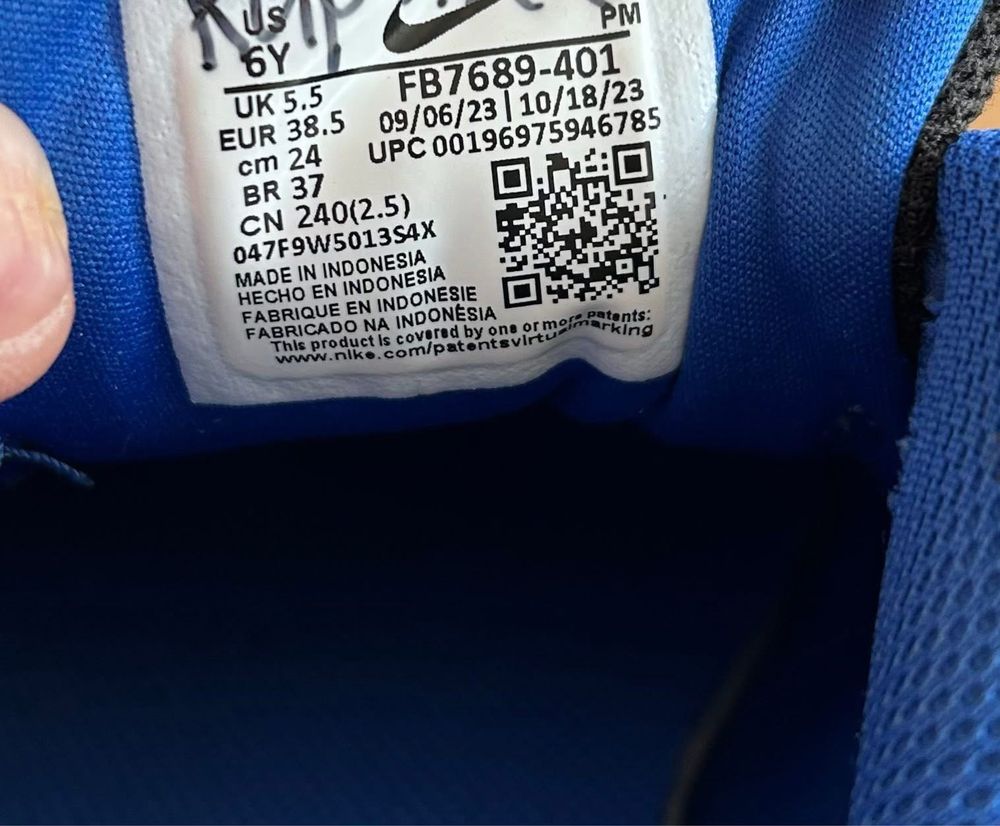 US
6Y
PM
UK 5.5
EUR 38.5
cm 24
BR 37
CN 240(2.5)
FB7689-401
09/06/23 | 10/18/23
UPC 00196975946785
047F9W5013S4X
MADE IN INDONESIA
HECHO EN INDONESIA
FABRIQUE EN INDONESIE
FABRICADO NA INDONÉSIA
This product is covered by one or more patents:
www.nike.com/patentsvirtualmarking